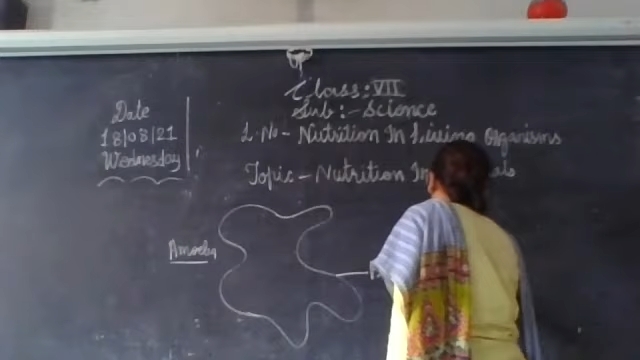 Class: VII
Sub:- Science
Date
18/08/21
Wednesday
L.No- Nutrition In Living Organisms
Topic - Nutrition In
Amoeba